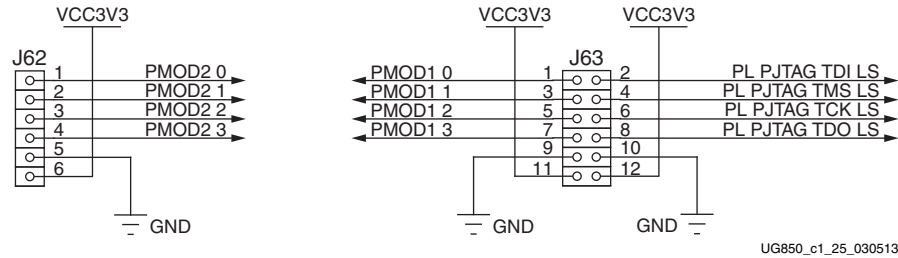 VCC3V3 VCC3V3 VCC3V3
J62 J63
1 PMOD2 0 PMOD1 0 1 2 PL PJTAG TDI LS
2 PMOD2 1 PMOD1 1 3 4 PL PJTAG TMS LS
3 PMOD2 2 PMOD1 2 5 6 PL PJTAG TCK LS
4 PMOD2 3 PMOD1 3 7 8 PL PJTAG TDO LS
5 9 10
6 11 12
GND GND GND
UG850_c1_25_030513